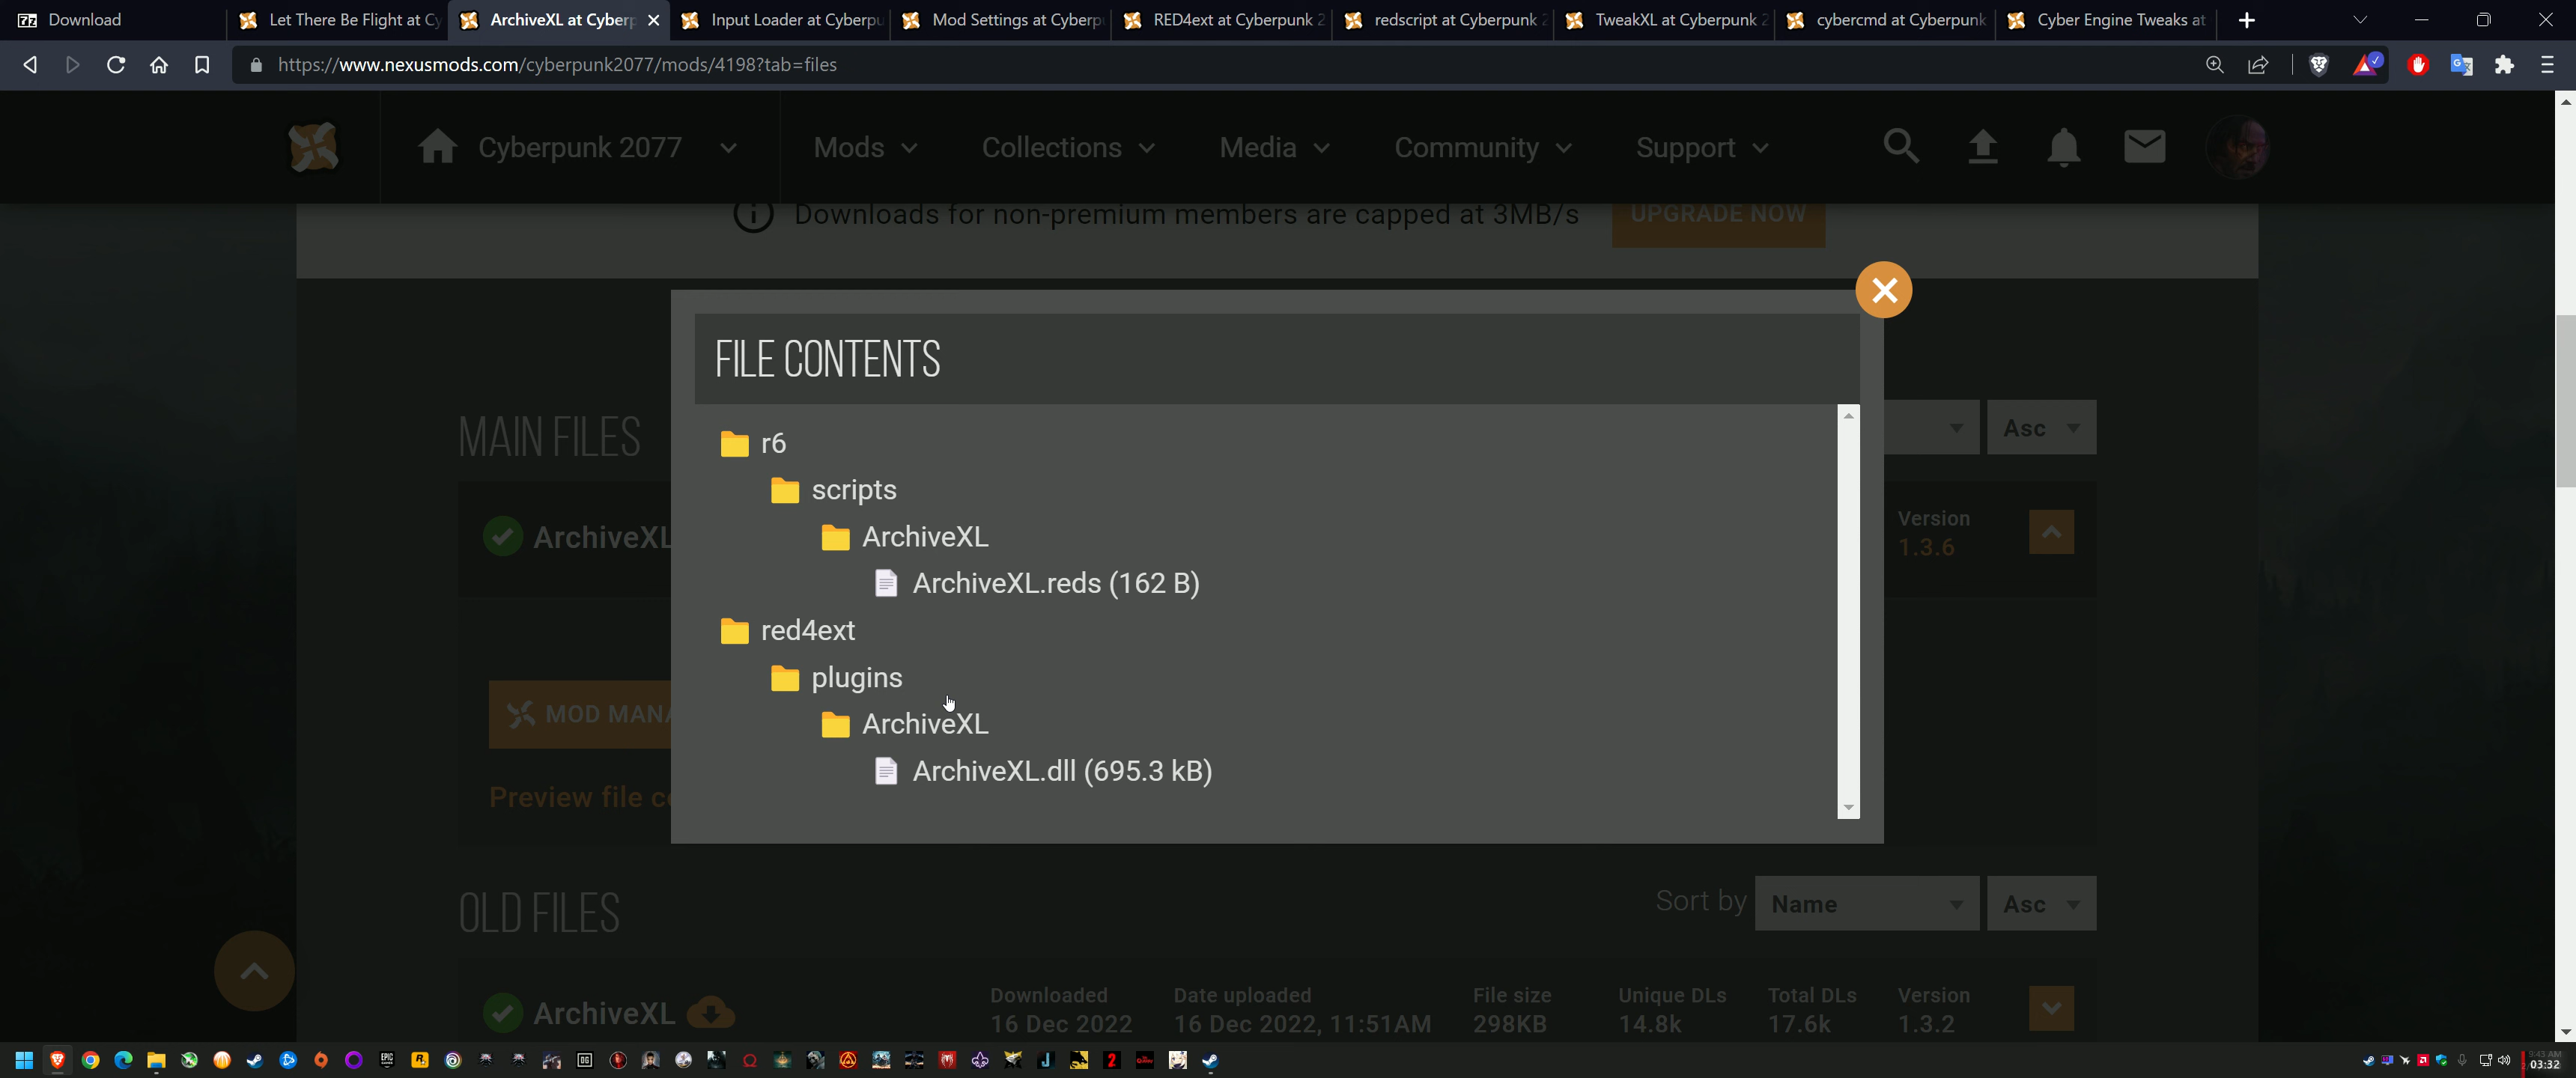 7z Download
Let There Be Flight at Cy
ArchiveXL at Cyberp
Input Loader at Cyberpu
Mod Settings at Cyberp
RED4ext at Cyberpunk 2
redscript at Cyberpunk 2
TweakXL at Cyberpunk 2
cybercmd at Cyberpunk
Cyber Engine Tweaks at
https://www.nexusmods.com/cyberpunk2077/mods/4198?tab=files
Cyberpunk 2077
Mods
Collections
Media
Community
Support
Downloads for non-premium members are capped at 3MB/s
UPGRADE NOW
FILE CONTENTS
r6
scripts
ArchiveXL
ArchiveXL.reds (162 B)
red4ext
plugins
ArchiveXL
ArchiveXL.dll (695.3 kB)
MAIN FILES
Asc
ArchiveXL
Version
1.3.6
MOD MANA
Preview file co
OLD FILES
Sort by Name Asc
ArchiveXL
Downloaded Date uploaded File size Unique DLs Total DLs Version
16 Dec 2022 16 Dec 2022, 11:51AM 298KB 14.8k 17.6k 1.3.2
9:43 AM
03:32